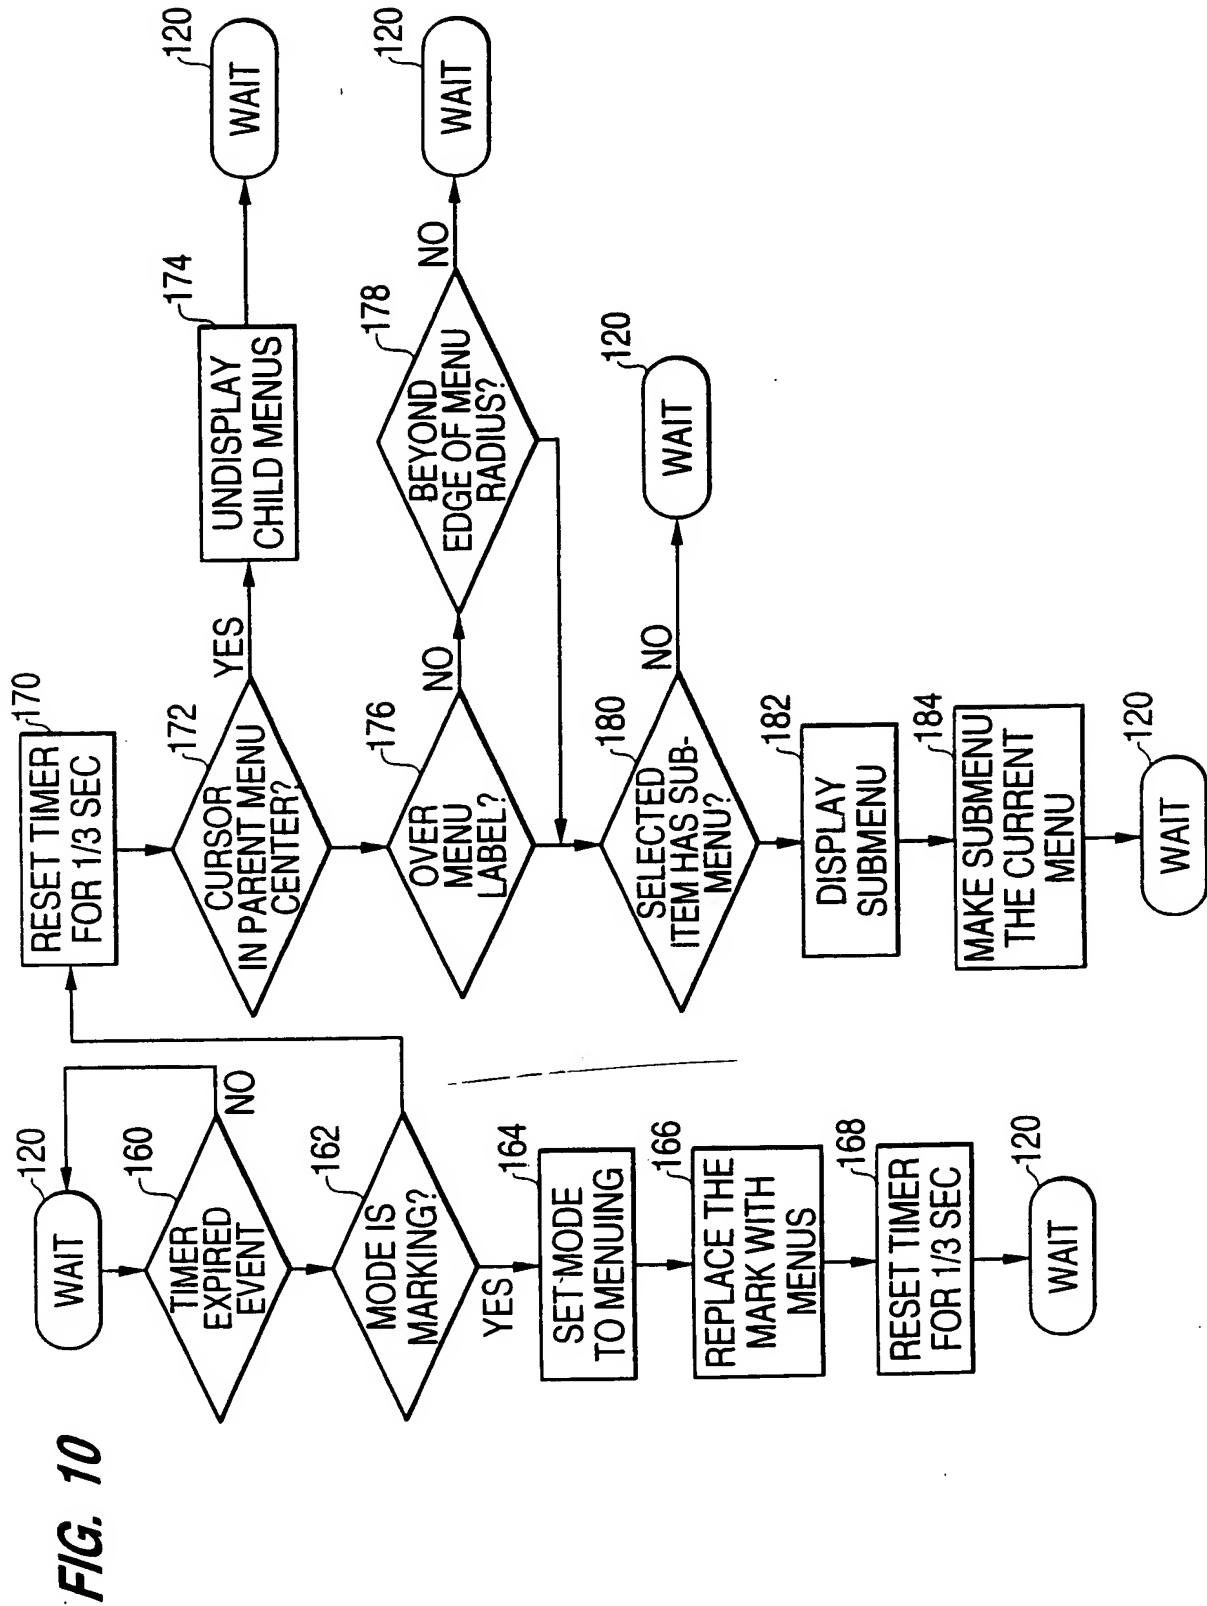 FIG. 10
120
WAIT
160
TIMER
EXPIRED
EVENT
NO
162
MODE IS
MARKING?
YES
164
SET MODE
TO MENUING
166
REPLACE THE
MARK WITH
MENUS
168
RESET TIMER
FOR 1/3 SEC
120
WAIT
170
RESET TIMER
FOR 1/3 SEC
172
CURSOR
IN PARENT MENU
CENTER?
YES
174
UNDISPLAY
CHILD MENUS
120
WAIT
176
OVER
MENU
LABEL?
NO
178
BEYOND
EDGE OF MENU
RADIUS?
NO
120
WAIT
180
SELECTED
ITEM HAS SUB-
MENU?
NO
120
WAIT
182
DISPLAY
SUBMENU
184
MAKE SUBMENU
THE CURRENT
MENU
120
WAIT